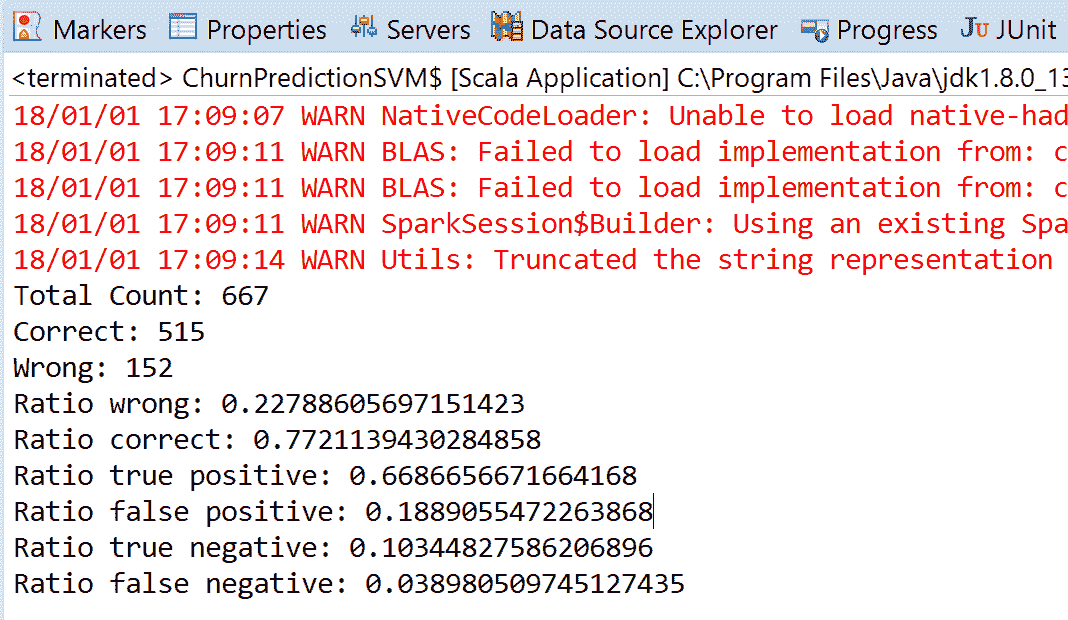 Markers Properties Servers Data Source Explorer Progress Ju JUnit
<terminated> ChurnPredictionSVM$ [Scala Application] C:\Program Files\Java\jdk1.8.0_13
18/01/01 17:09:07 WARN NativeCodeLoader: Unable to load native-had
18/01/01 17:09:11 WARN BLAS: Failed to load implementation from: c
18/01/01 17:09:11 WARN BLAS: Failed to load implementation from: c
18/01/01 17:09:11 WARN SparkSession$Builder: Using an existing Spa
18/01/01 17:09:14 WARN Utils: Truncated the string representation
Total Count: 667
Correct: 515
Wrong: 152
Ratio wrong: 0.22788605697151423
Ratio correct: 0.7721139430284858
Ratio true positive: 0.6686656671664168
Ratio false positive: 0.1889055472263868
Ratio true negative: 0.10344827586206896
Ratio false negative: 0.038980509745127435